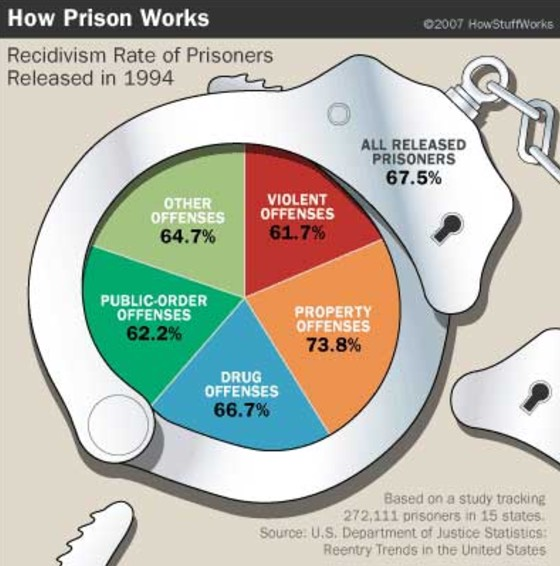 How Prison Works
©2007 HowStuffWorks
Recidivism Rate of Prisoners
Released in 1994
ALL RELEASED
PRISONERS
67.5%
OTHER
OFFENSES
64.7%
VIOLENT
OFFENSES
61.7%
PUBLIC-ORDER
OFFENSES
62.2%
PROPERTY
OFFENSES
73.8%
DRUG
OFFENSES
66.7%
Based on a study tracking
272,111 prisoners in 15 states.
Source: U.S. Department of Justice Statistics:
Reentry Trends in the United States